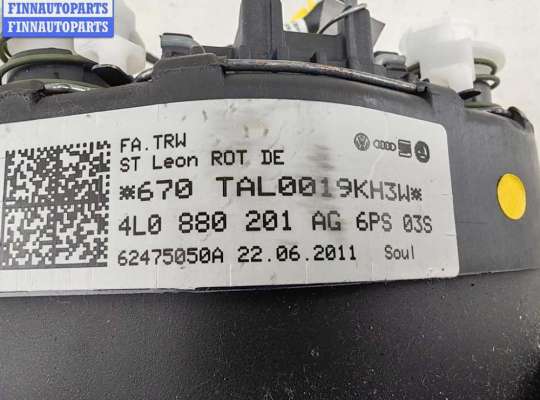 FINNAUTOPARTS
FINNAUTOPARTS
FA.TRW
ST Leon ROT DE
*670 TAL0019KH3W*
4L0 880 201 AG 6PS 03S
62475050A 22.06.2011 Soul